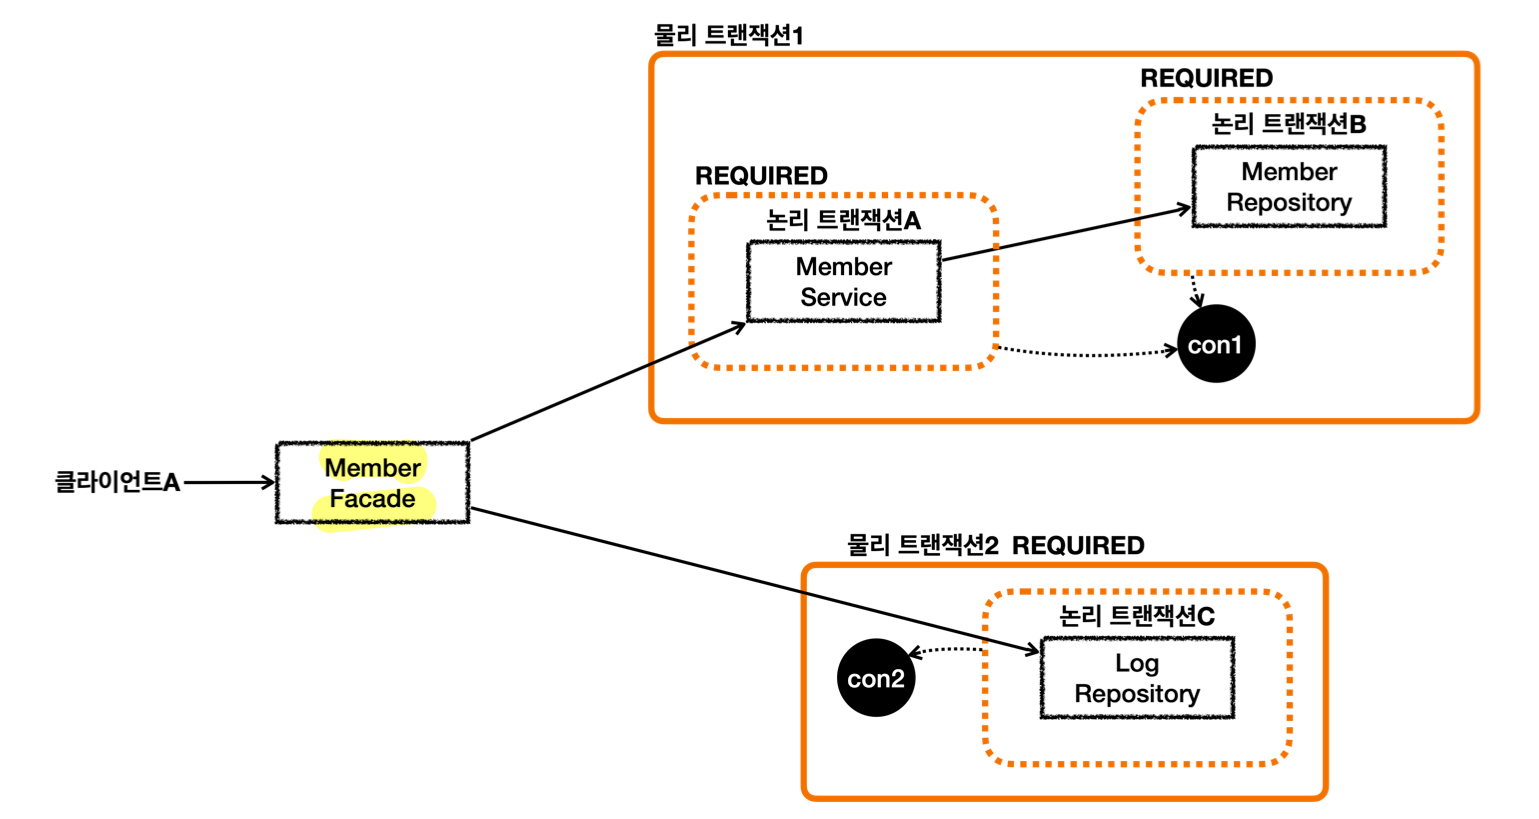 물리 트랜잭션1
REQUIRED
논리 트랜잭션B
Member
Repository
REQUIRED
논리 트랜잭션A
Member
Service
con1
클라이언트A
Member
Facade
물리 트랜잭션2 REQUIRED
논리 트랜잭션C
Log
Repository
con2